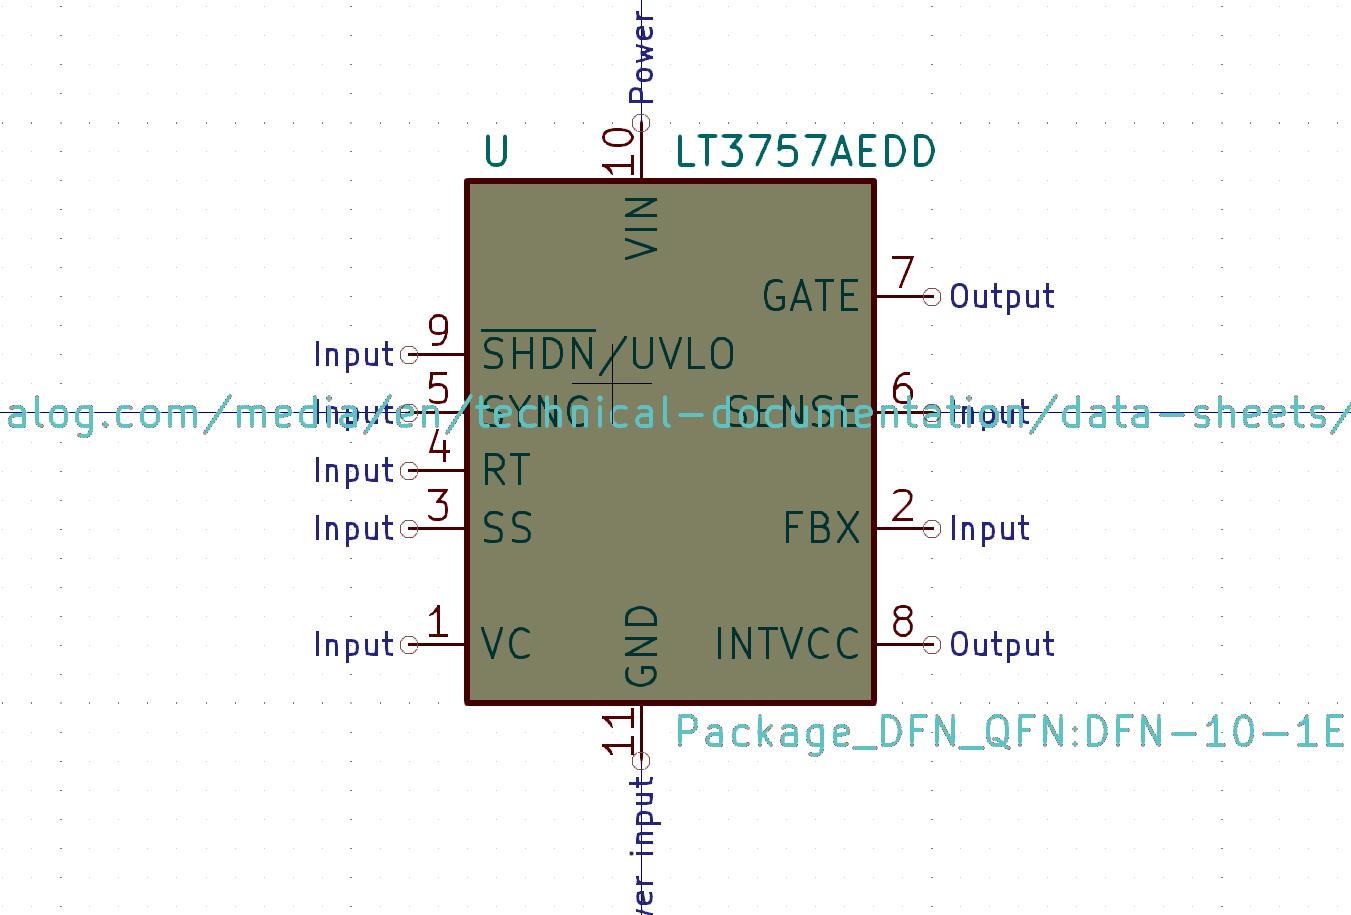 Power
10
U
LT3757AEDD
VIN
7
GATE
Output
9
Input
SHDN/UVLO
5
6
Input
SYNC
SENSE
Input
alog.com/media/en/technical-documentation/data-sheets/
4
Input
RT
3
2
Input
SS
FBX
Input
1
8
Input
VC
GND
INTVCC
Output
11
Package_DFN_QFN:DFN-10-1E
wer input